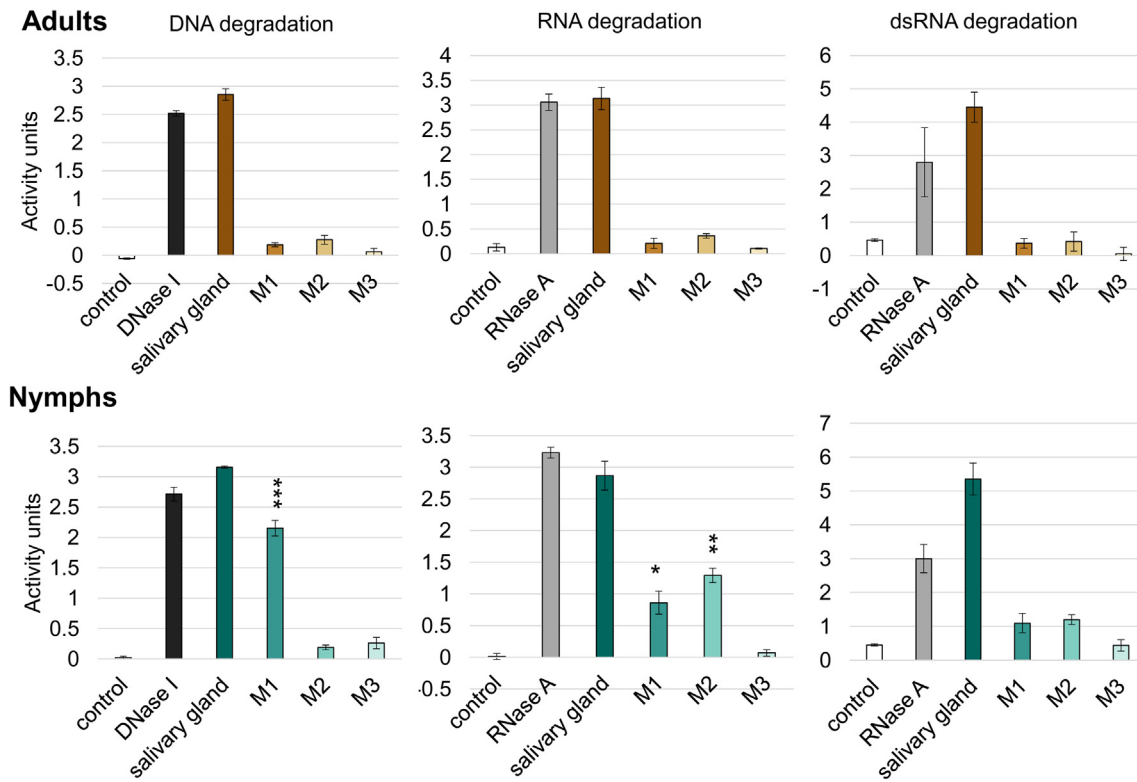 Adults
DNA degradation
RNA degradation
dsRNA degradation
Activity units
3.5
3
2.5
2
1.5
1
0.5
0
-0.5
control
DNase I
salivary gland
M1
M2
M3
4
3.5
3
2.5
2
1.5
1
0.5
0
control
RNase A
salivary gland
M1
M2
M3
6
5
4
3
2
1
0
-1
control
RNase A
salivary gland
M1
M2
M3
Nymphs
Activity units
3.5
3
2.5
2
1.5
1
0.5
0
***
control
DNase I
salivary gland
M1
M2
M3
3.5
3
2.5
2
1.5
1
0.5
0
-0.5
*
**
control
RNase A
salivary gland
M1
M2
M3
7
6
5
4
3
2
1
0
control
RNase A
salivary gland
M1
M2
M3